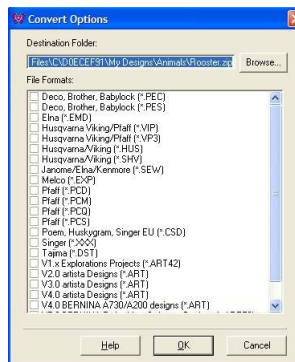 Convert Options
Destination Folder:
Files\C\D0ECEF91\My Designs\Animals\Rooster.zip
Browse...
File Formats:
Deco, Brother, Babylock (*.PEC)
Deco, Brother, Babylock (*.PES)
Elna (*.EMD)
Husqvarna Viking/Pfaff (*.VIP)
Husqvarna Viking/Pfaff (*.VP3)
Husqvarna/Viking (*.HUS)
Husqvarna/Viking (*.SHV)
Janome/Elna/Kenmore (*.SEW)
Melco (*.EXP)
Pfaff (*.PCD)
Pfaff (*.PCM)
Pfaff (*.PCQ)
Pfaff (*.PCS)
Poem, Huskygram, Singer EU (*.CSD)
Singer (*.XXX)
Tajima (*.DST)
V1.x Explorations Projects (*.ART42)
V2.0 artista Designs (*.ART)
V3.0 artista Designs (*.ART)
V4.0 artista Designs (*.ART)
V4.0 BERNINA A730/A200 designs (*.ART)
Help
OK
Cancel